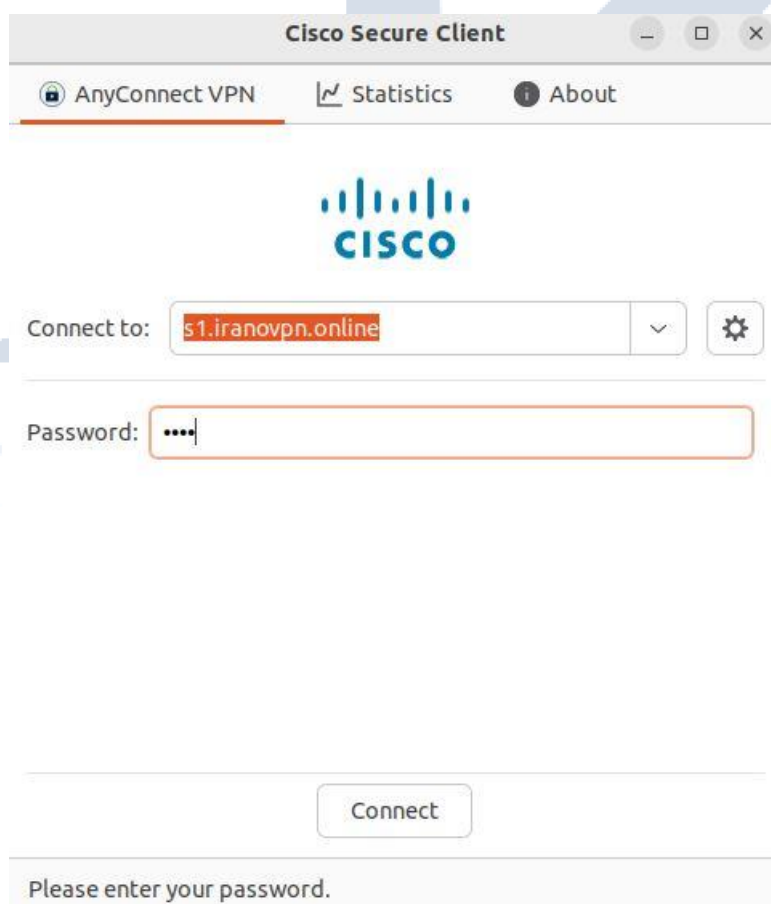 Cisco Secure Client
AnyConnect VPN Statistics About
CISCO
Connect to: s1.iranovpn.online
Password: ••••
Connect
Please enter your password.